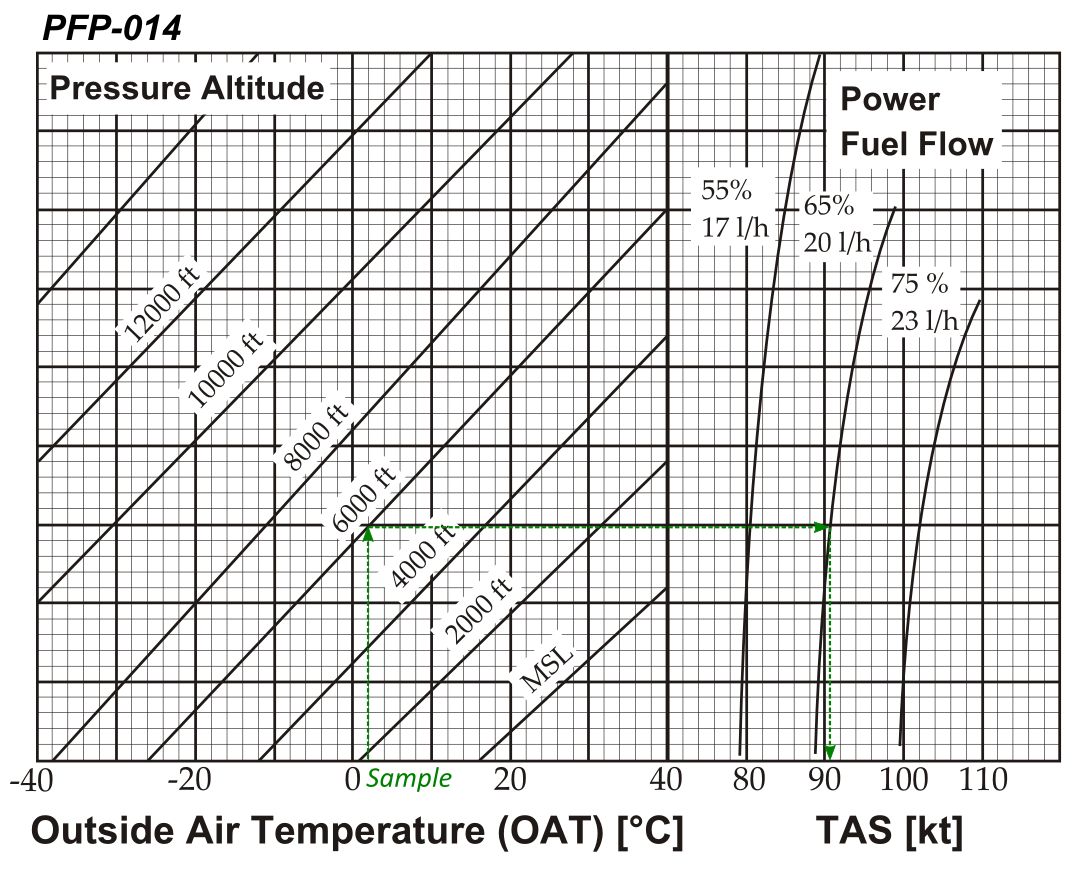 PFP-014
Pressure Altitude
Power
Fuel Flow
55%
17 l/h
65%
20 l/h
75 %
23 l/h
12000 ft
10000 ft
8000 ft
6000 ft
4000 ft
2000 ft
MSL
-40 -20 0 Sample 20 40 80 90 100 110
Outside Air Temperature (OAT) [°C] TAS [kt]